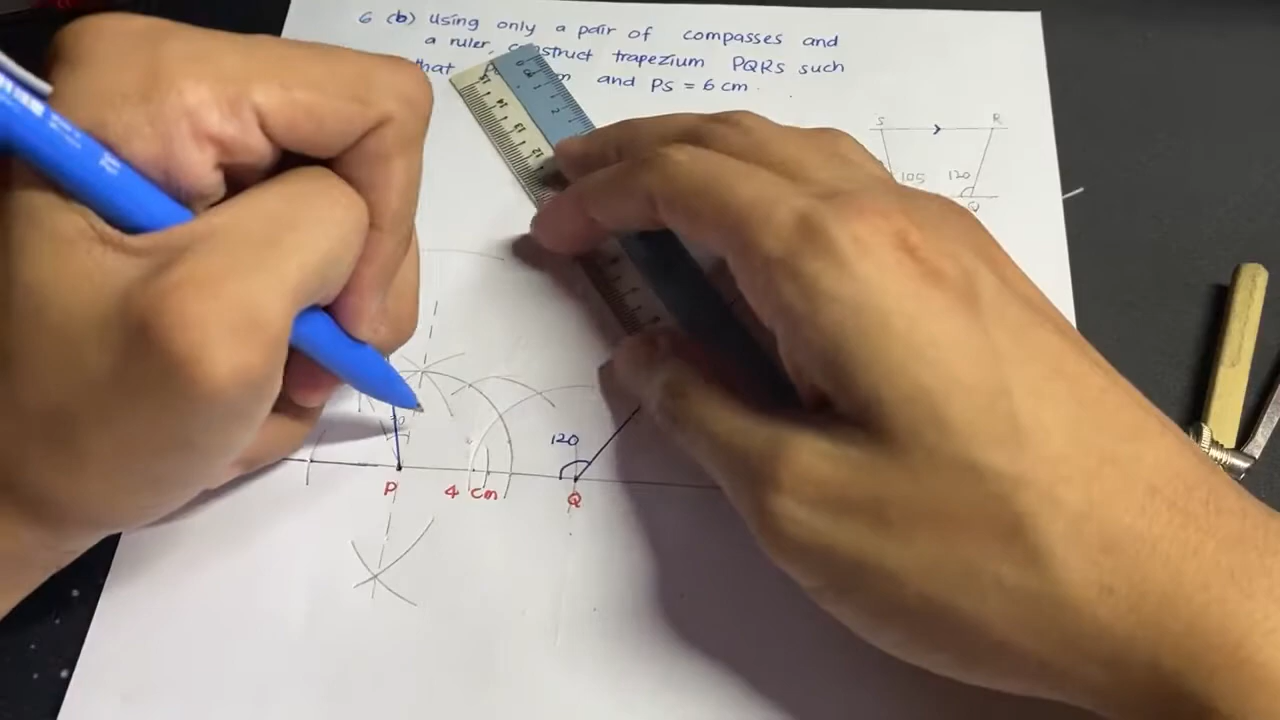 6 (b) Using only a pair of compasses and
a ruler, construct trapezium PQRS such
that and PS = 6 cm.
S R
105 120
Q
120
P 4 cm Q